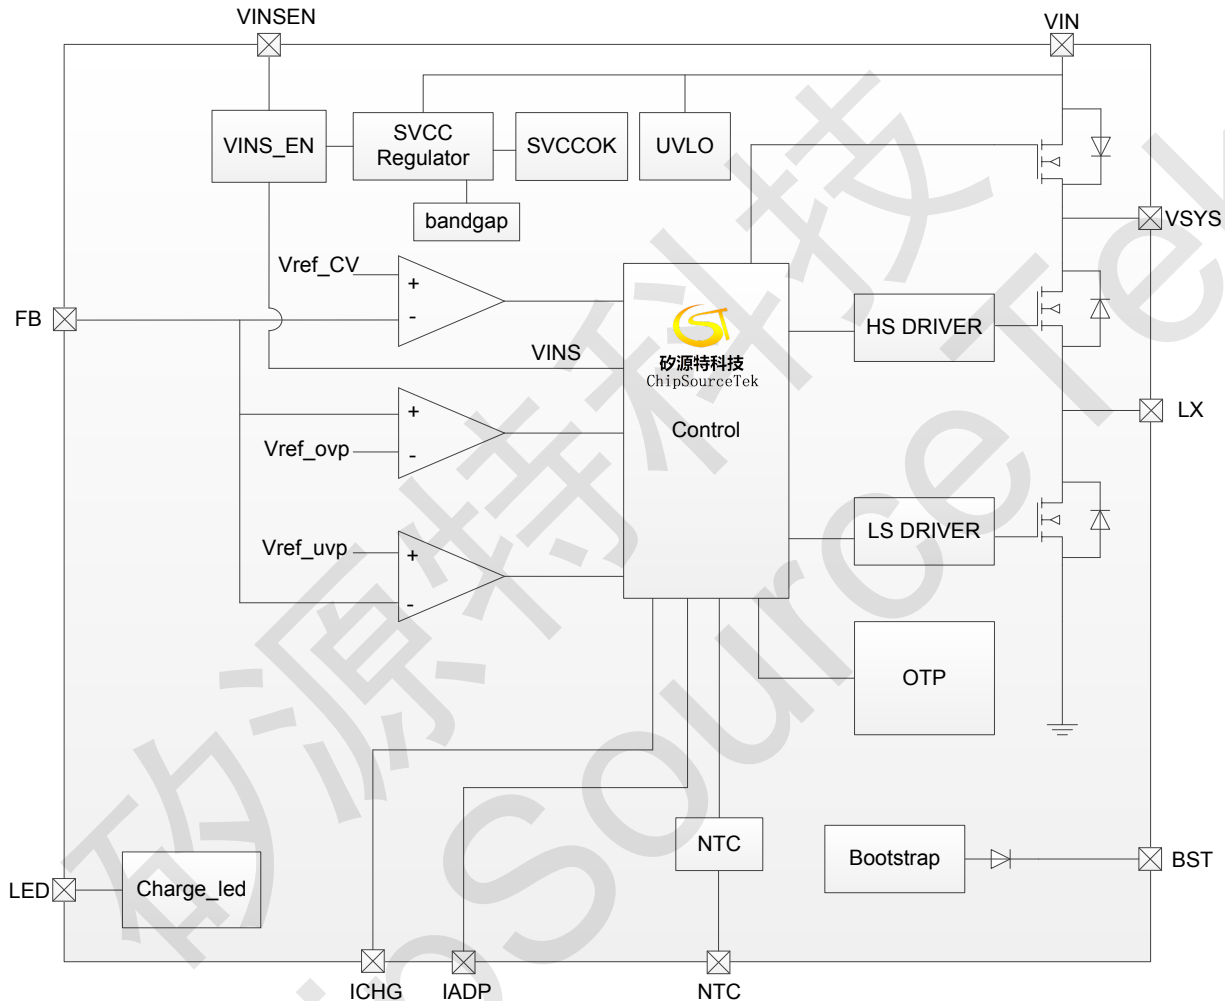 VINSEN
VIN
VINS_EN
SVCC
Regulator
SVCCOK
UVLO
bandgap
VSYS
Vref_CV
+
-
FB
HS DRIVER
VINS
矽源特科技
ChipSourceTek
Control
LX
+
Vref_ovp
-
LS DRIVER
Vref_uvp
+
-
OTP
NTC
Bootstrap
BST
LED
Charge_led
ICHG
IADP
NTC
矽源特科技
hipSource Tek